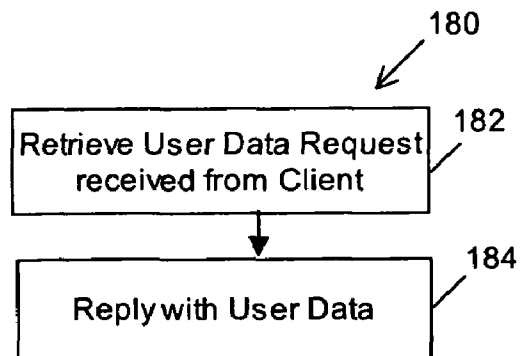 180
Retrieve User Data Request
received from Client
182
Reply with User Data
184